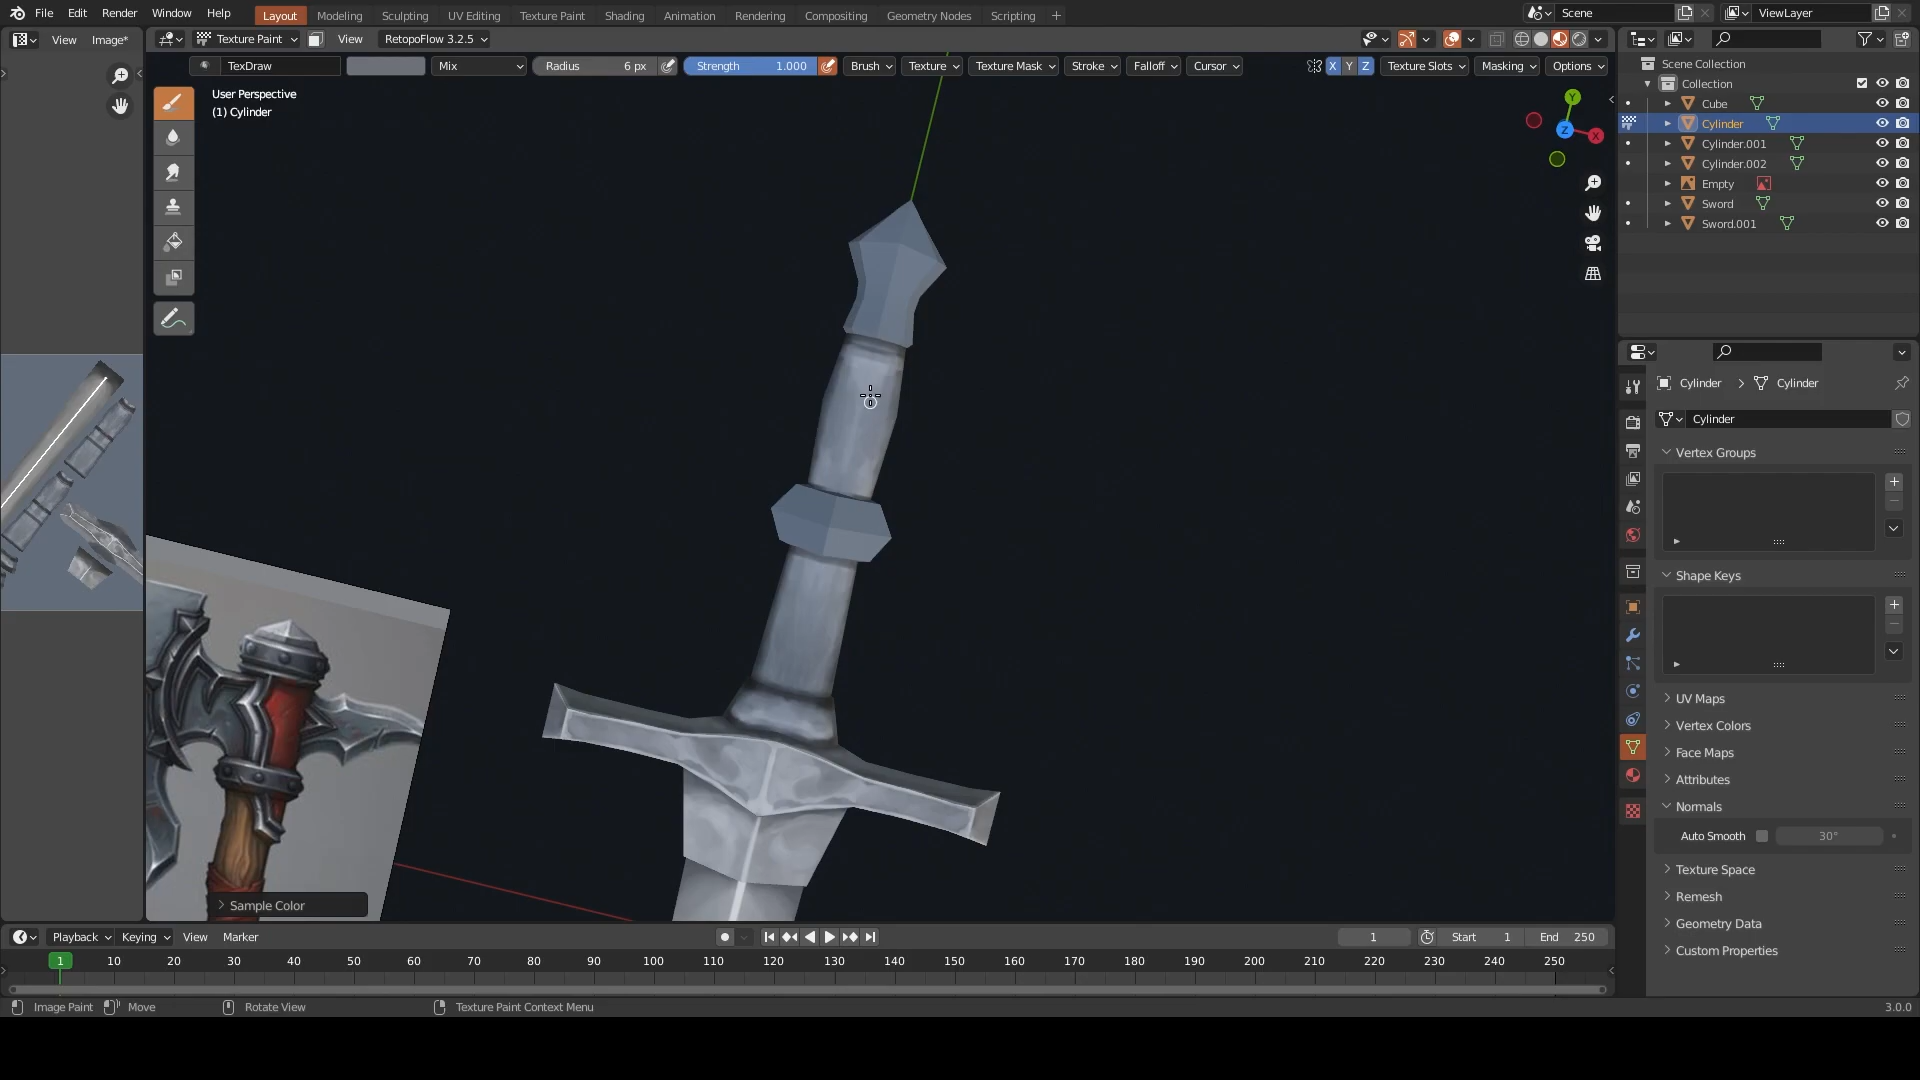 File Edit Render Window Help Layout Modeling Sculpting UV Editing Texture Paint Shading Animation Rendering Compositing Geometry Nodes Scripting + Scene ViewLayer
View Image* Texture Paint View RetopoFlow 3.2.5
TexDraw Mix Radius 6 px Strength 1.000 Brush Texture Texture Mask Stroke Falloff Cursor X Y Z Texture Slots Masking Options
User Perspective
(1) Cylinder
Y
Z
X
Scene Collection
Collection
Cube
Cylinder
Cylinder.001
Cylinder.002
Empty
Sword
Sword.001
Cylinder > Cylinder
Cylinder
Vertex Groups
Shape Keys
UV Maps
Vertex Colors
Face Maps
Attributes
Normals
Auto Smooth 30°
Texture Space
Remesh
Geometry Data
Custom Properties
Sample Color
Playback Keying View Marker 1 Start 1 End 250
1 10 20 30 40 50 60 70 80 90 100 110 120 130 140 150 160 170 180 190 200 210 220 230 240 250
Image Paint Move Rotate View Texture Paint Context Menu 3.0.0